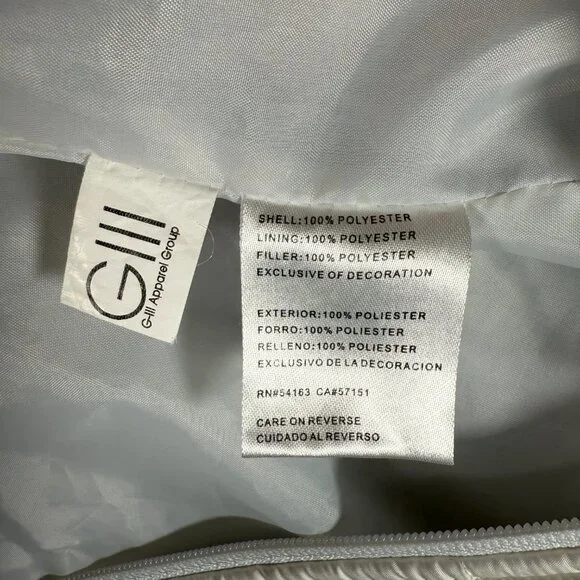 GIII
G-III Apparel Group
SHELL:100% POLYESTER
LINING:100% POLYESTER
FILLER:100% POLYESTER
EXCLUSIVE OF DECORATION
EXTERIOR:100% POLIESTER
FORRO:100% POLIESTER
RELLENO:100% POLIESTER
EXCLUSIVO DE LA DECORACION
RN#54163 CA#57151
CARE ON REVERSE
CUIDADO AL REVERSO